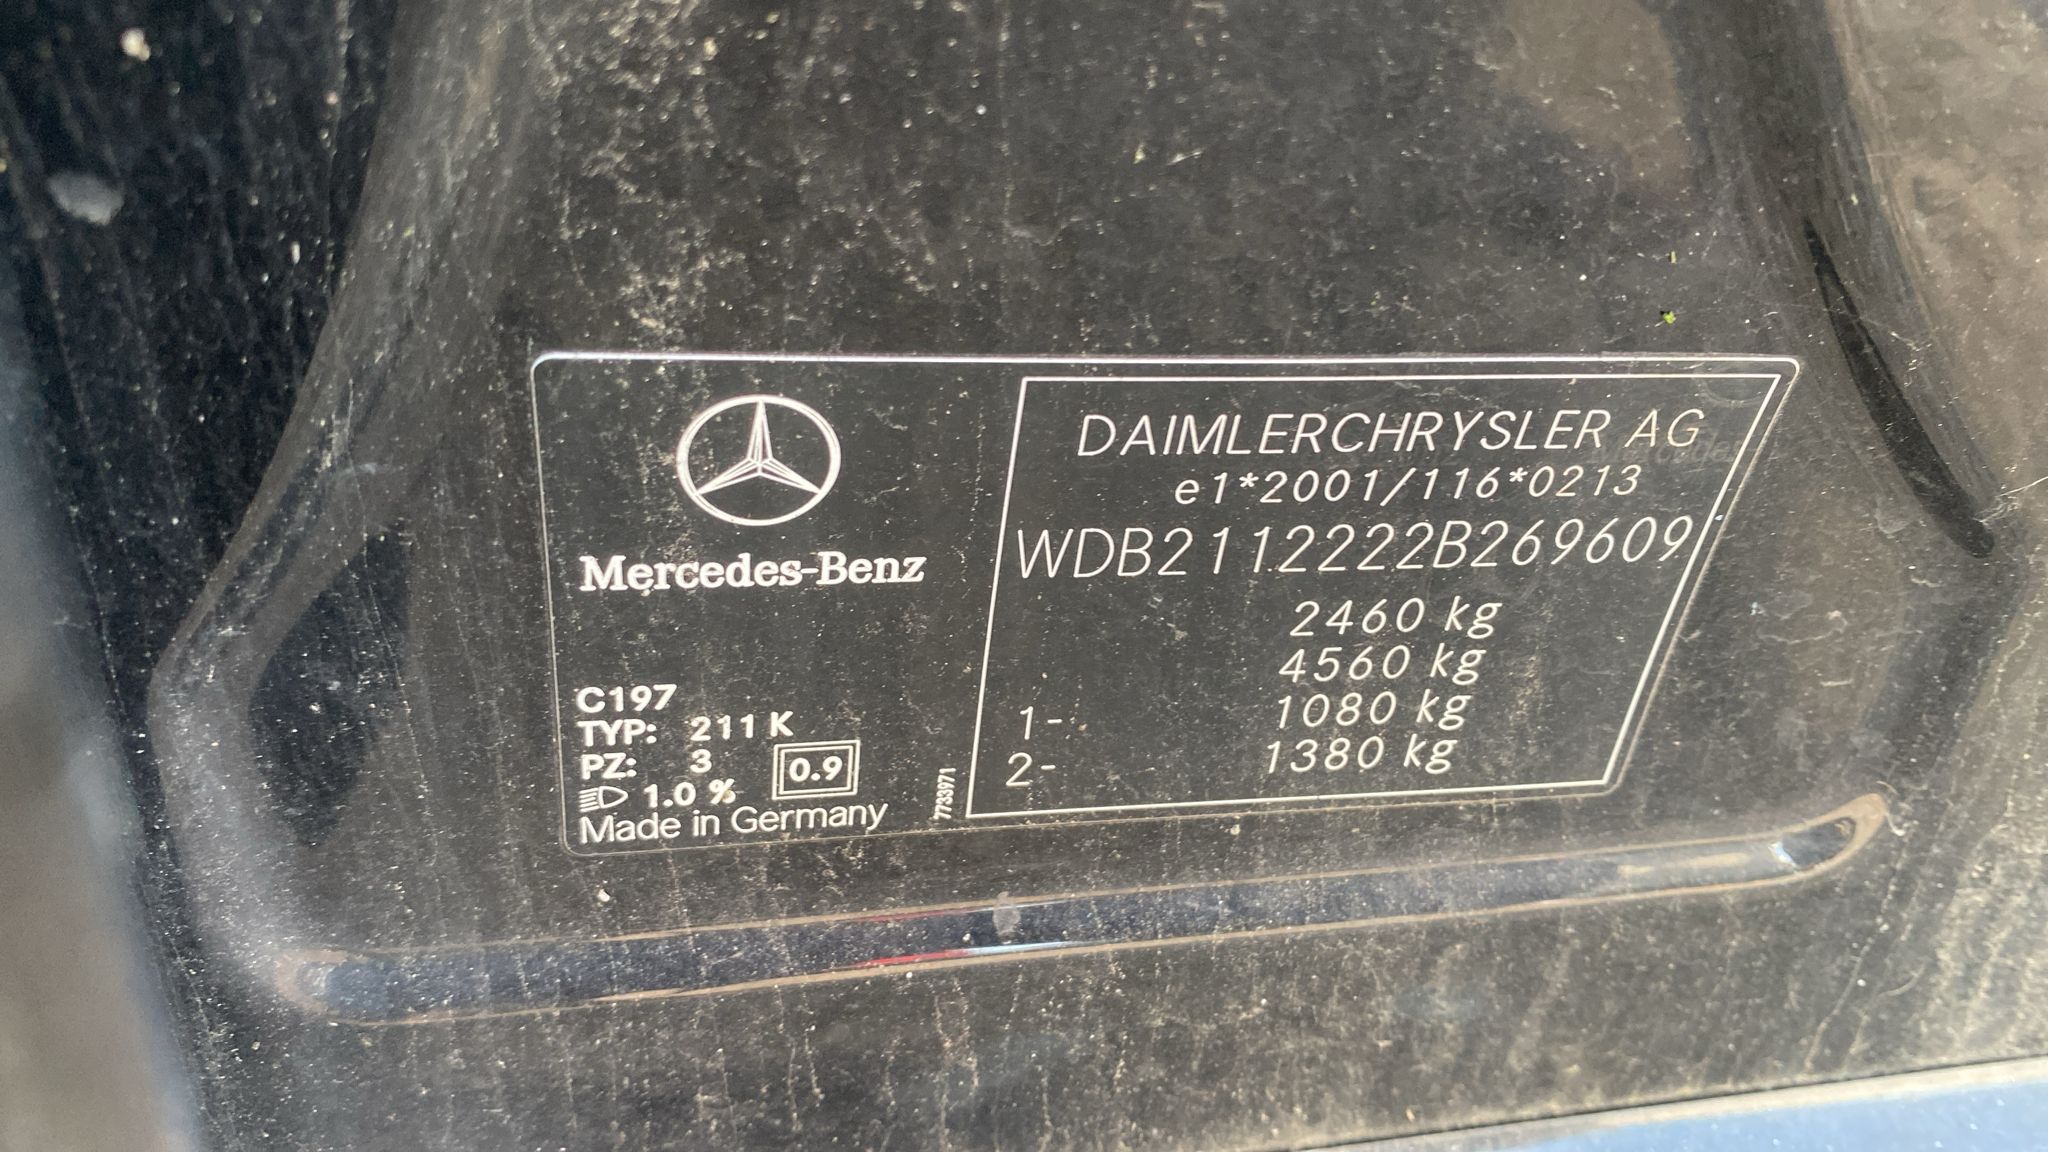 Mercedes-Benz
C197
TYP: 211 K
PZ: 3
0.9
1.0 %
Made in Germany
7733971
DAIMLERCHRYSLER AG
e1*2001/116*0213
WDB2112222B269609
2460 kg
4560 kg
1- 1080 kg
2- 1380 kg